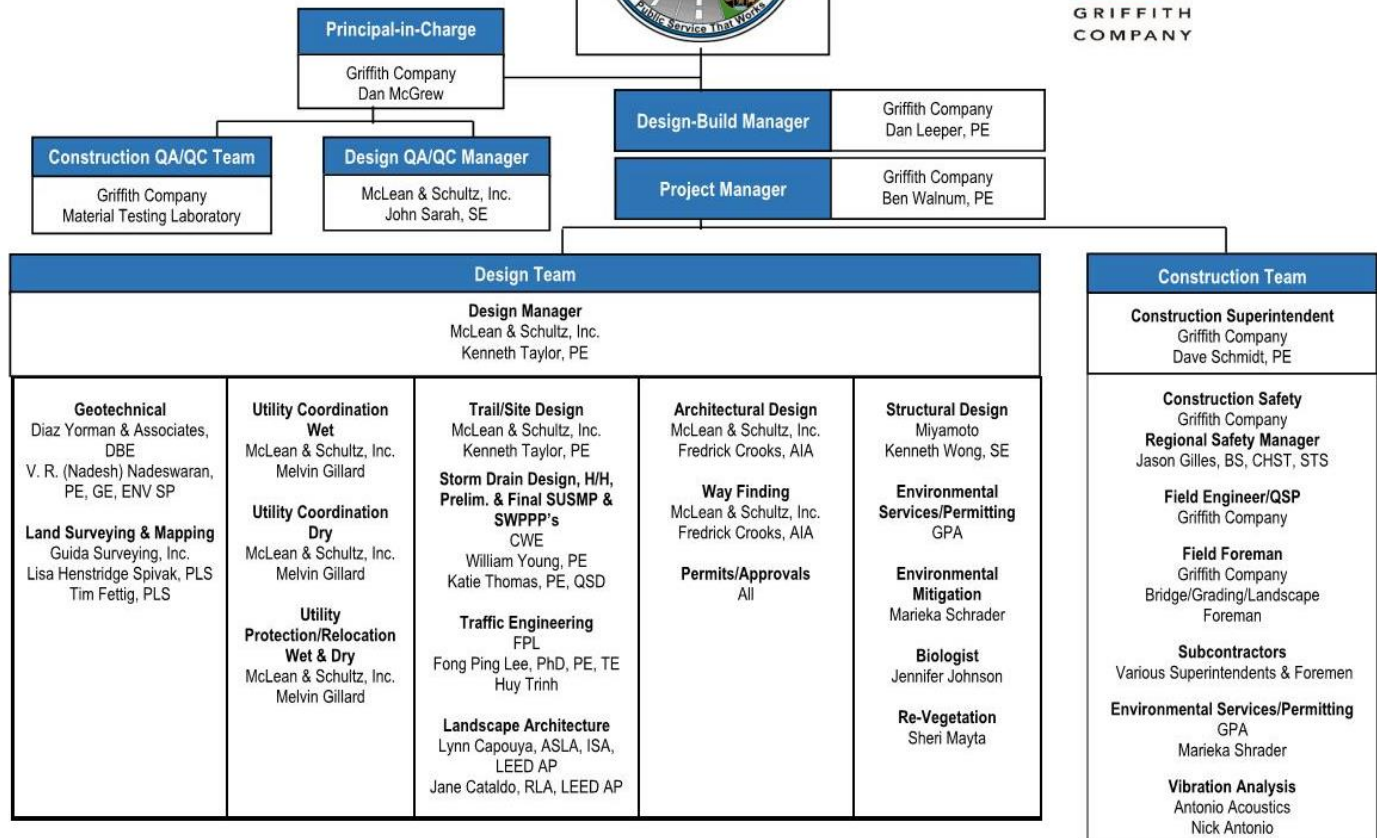 Public Service That Works
GRIFFITH
COMPANY
Principal-in-Charge
Griffith Company
Dan McGrew
Design-Build Manager
Griffith Company
Dan Leeper, PE
Construction QA/QC Team
Griffith Company
Material Testing Laboratory
Design QA/QC Manager
McLean & Schultz, Inc.
John Sarah, SE
Project Manager
Griffith Company
Ben Walnum, PE
Design Team
Design Manager
McLean & Schultz, Inc.
Kenneth Taylor, PE
Geotechnical
Diaz Yorman & Associates,
DBE
V. R. (Nadesh) Nadeswaran,
PE, GE, ENV SP
Land Surveying & Mapping
Guida Surveying, Inc.
Lisa Henstridge Spivak, PLS
Tim Fettig, PLS
Utility Coordination
Wet
McLean & Schultz, Inc.
Melvin Gillard
Utility Coordination
Dry
McLean & Schultz, Inc.
Melvin Gillard
Utility
Protection/Relocation
Wet & Dry
McLean & Schultz, Inc.
Melvin Gillard
Trail/Site Design
McLean & Schultz, Inc.
Kenneth Taylor, PE
Storm Drain Design, H/H,
Prelim. & Final SUSMP &
SWPPP's
CWE
William Young, PE
Katie Thomas, PE, QSD
Traffic Engineering
FPL
Fong Ping Lee, PhD, PE, TE
Huy Trinh
Landscape Architecture
Lynn Capouya, ASLA, ISA,
LEED AP
Jane Cataldo, RLA, LEED AP
Architectural Design
McLean & Schultz, Inc.
Fredrick Crooks, AIA
Way Finding
McLean & Schultz, Inc.
Fredrick Crooks, AIA
Permits/Approvals
All
Structural Design
Miyamoto
Kenneth Wong, SE
Environmental
Services/Permitting
GPA
Environmental
Mitigation
Marieka Schrader
Biologist
Jennifer Johnson
Re-Vegetation
Sheri Mayta
Construction Team
Construction Superintendent
Griffith Company
Dave Schmidt, PE
Construction Safety
Griffith Company
Regional Safety Manager
Jason Gilles, BS, CHST, STS
Field Engineer/QSP
Griffith Company
Field Foreman
Griffith Company
Bridge/Grading/Landscape
Foreman
Subcontractors
Various Superintendents & Foremen
Environmental Services/Permitting
GPA
Marieka Shrader
Vibration Analysis
Antonio Acoustics
Nick Antonio